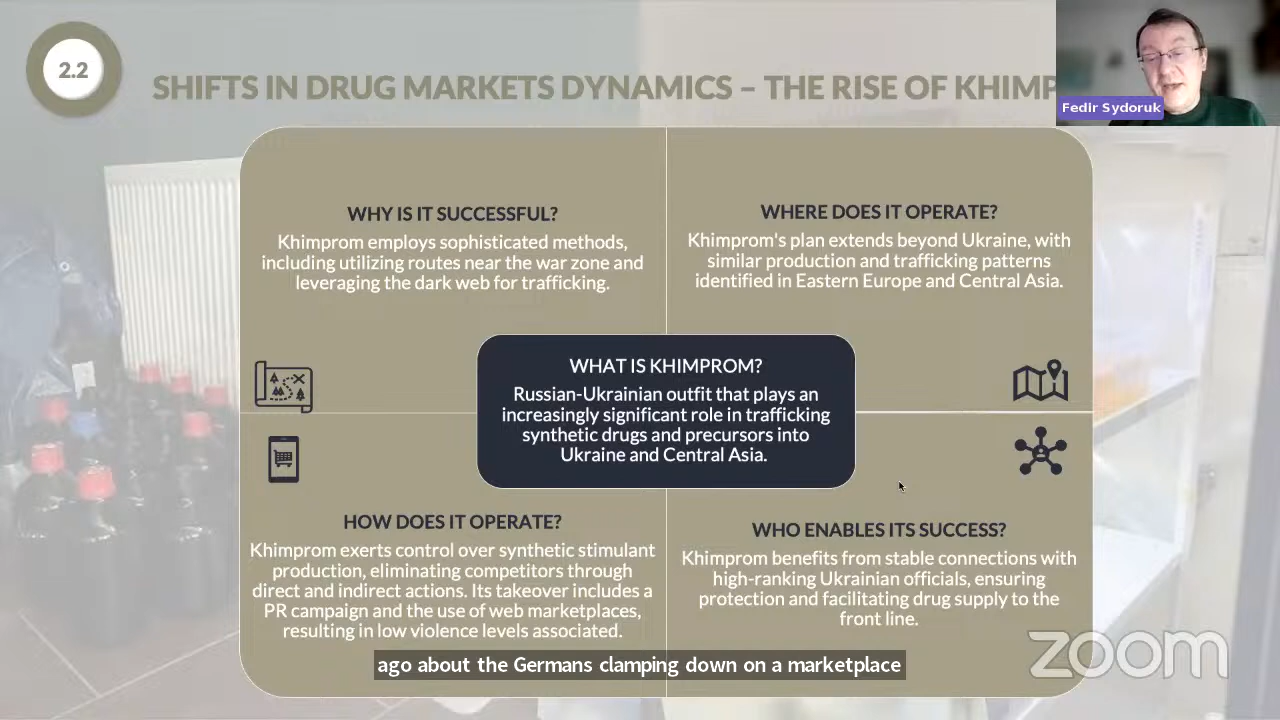 2.2
SHIFTS IN DRUG MARKETS DYNAMICS – THE RISE OF KHIMP
Fedir Sydoruk
WHY IS IT SUCCESSFUL?
Khimprom employs sophisticated methods,
including utilizing routes near the war zone and
leveraging the dark web for trafficking.
WHERE DOES IT OPERATE?
Khimprom's plan extends beyond Ukraine, with
similar production and trafficking patterns
identified in Eastern Europe and Central Asia.
WHAT IS KHIMPROM?
Russian-Ukrainian outfit that plays an
increasingly significant role in trafficking
synthetic drugs and precursors into
Ukraine and Central Asia.
HOW DOES IT OPERATE?
Khimprom exerts control over synthetic stimulant
production, eliminating competitors through
direct and indirect actions. Its takeover includes a
PR campaign and the use of web marketplaces,
resulting in low violence levels associated.
WHO ENABLES ITS SUCCESS?
Khimprom benefits from stable connections with
high-ranking Ukrainian officials, ensuring
protection and facilitating drug supply to the
front line.
ago about the Germans clamping down on a marketplace
zoom